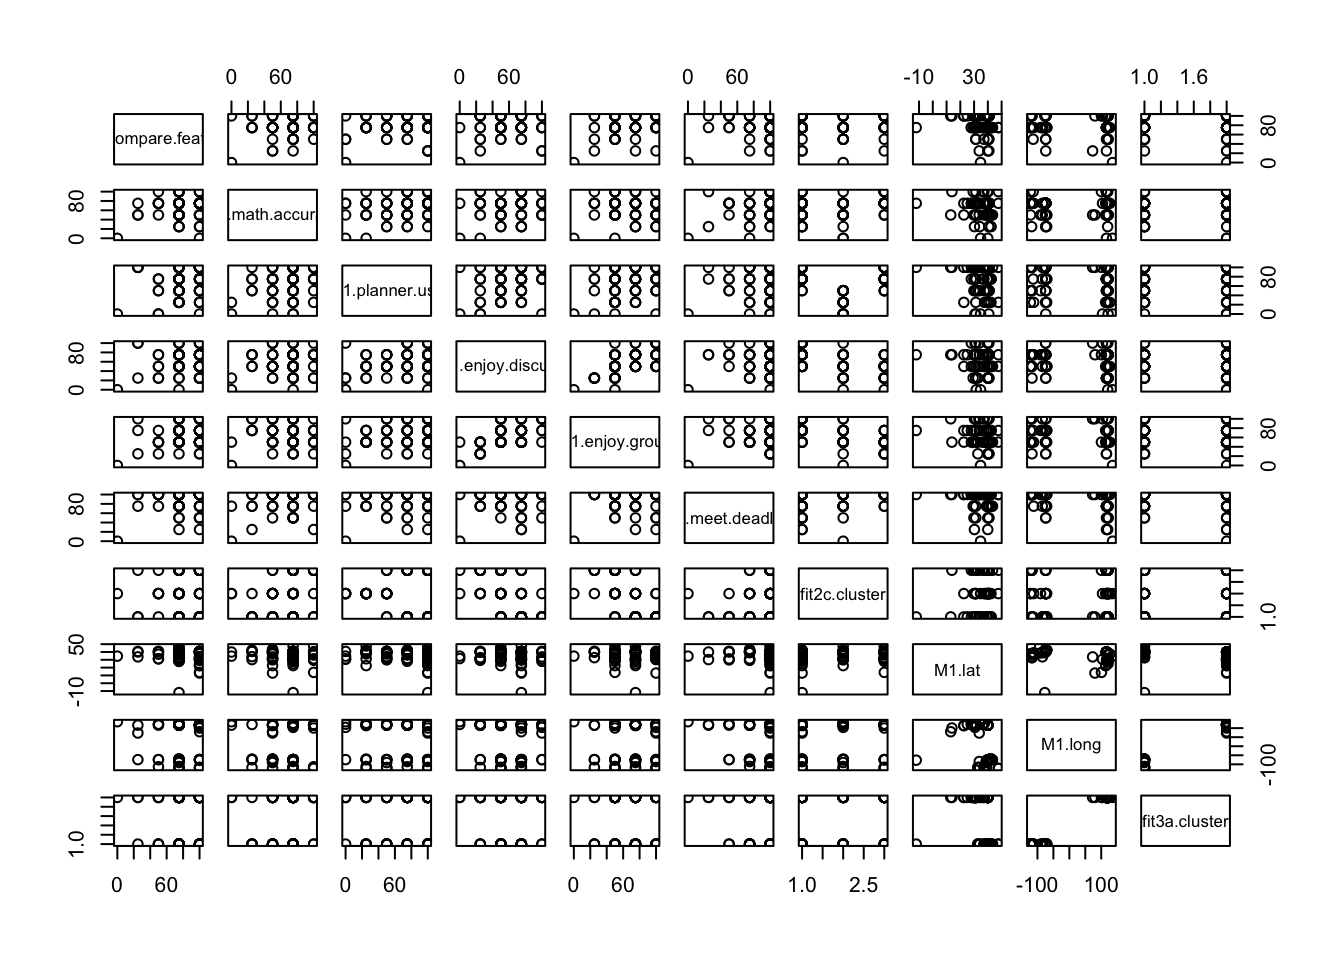 0 60 0 60 0 60 -10 30 1.0 1.6
ompare.feat 80 0
80 0 .math.accura
1.planner.us 80 0
80 0 .enjoy.discu
1.enjoy.grou 80 0
80 0 .meet.deadl
fit2c.cluster 1.0
50 -10 M1.lat
M1.long -100
1.0 fit3a.cluster
0 60 0 60 0 60 1.0 2.5 -100 100